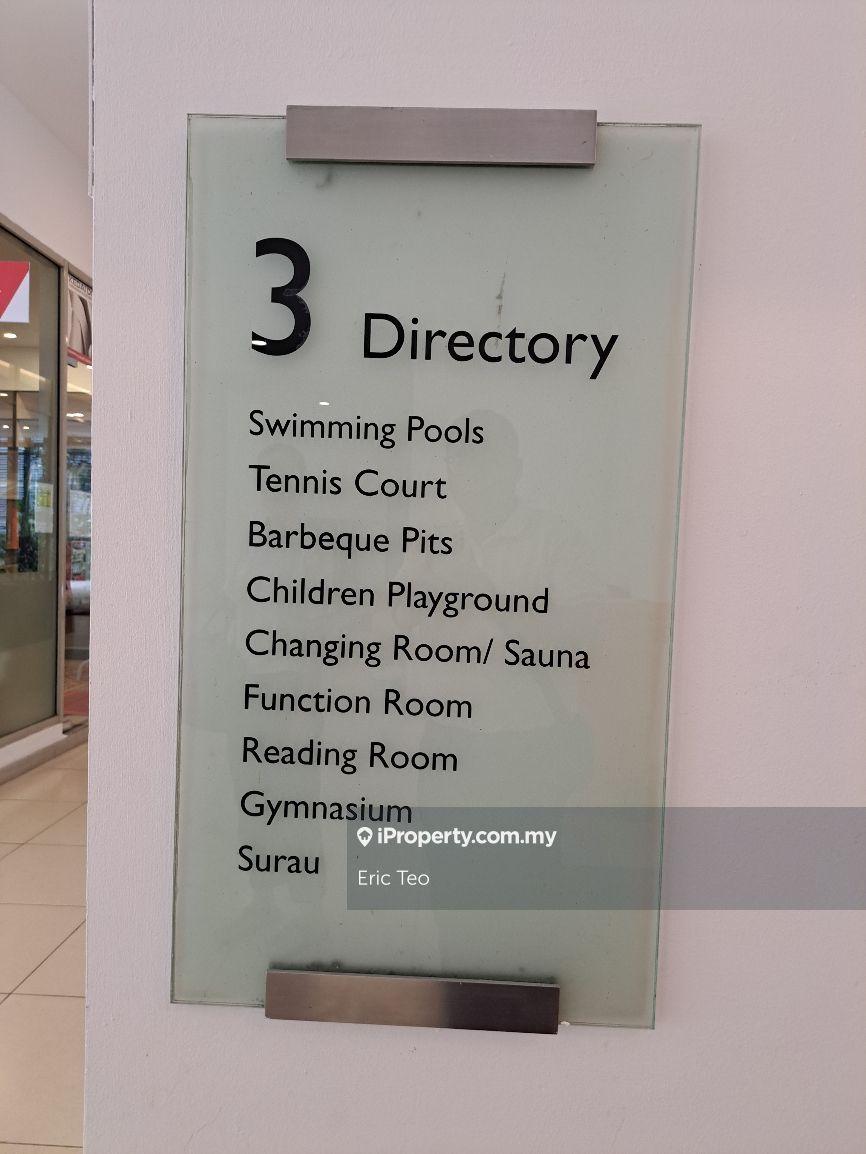 3 Directory
Swimming Pools
Tennis Court
Barbeque Pits
Children Playground
Changing Room/ Sauna
Function Room
Reading Room
Gymnasium
Surau
iProperty.com.my
Eric Teo